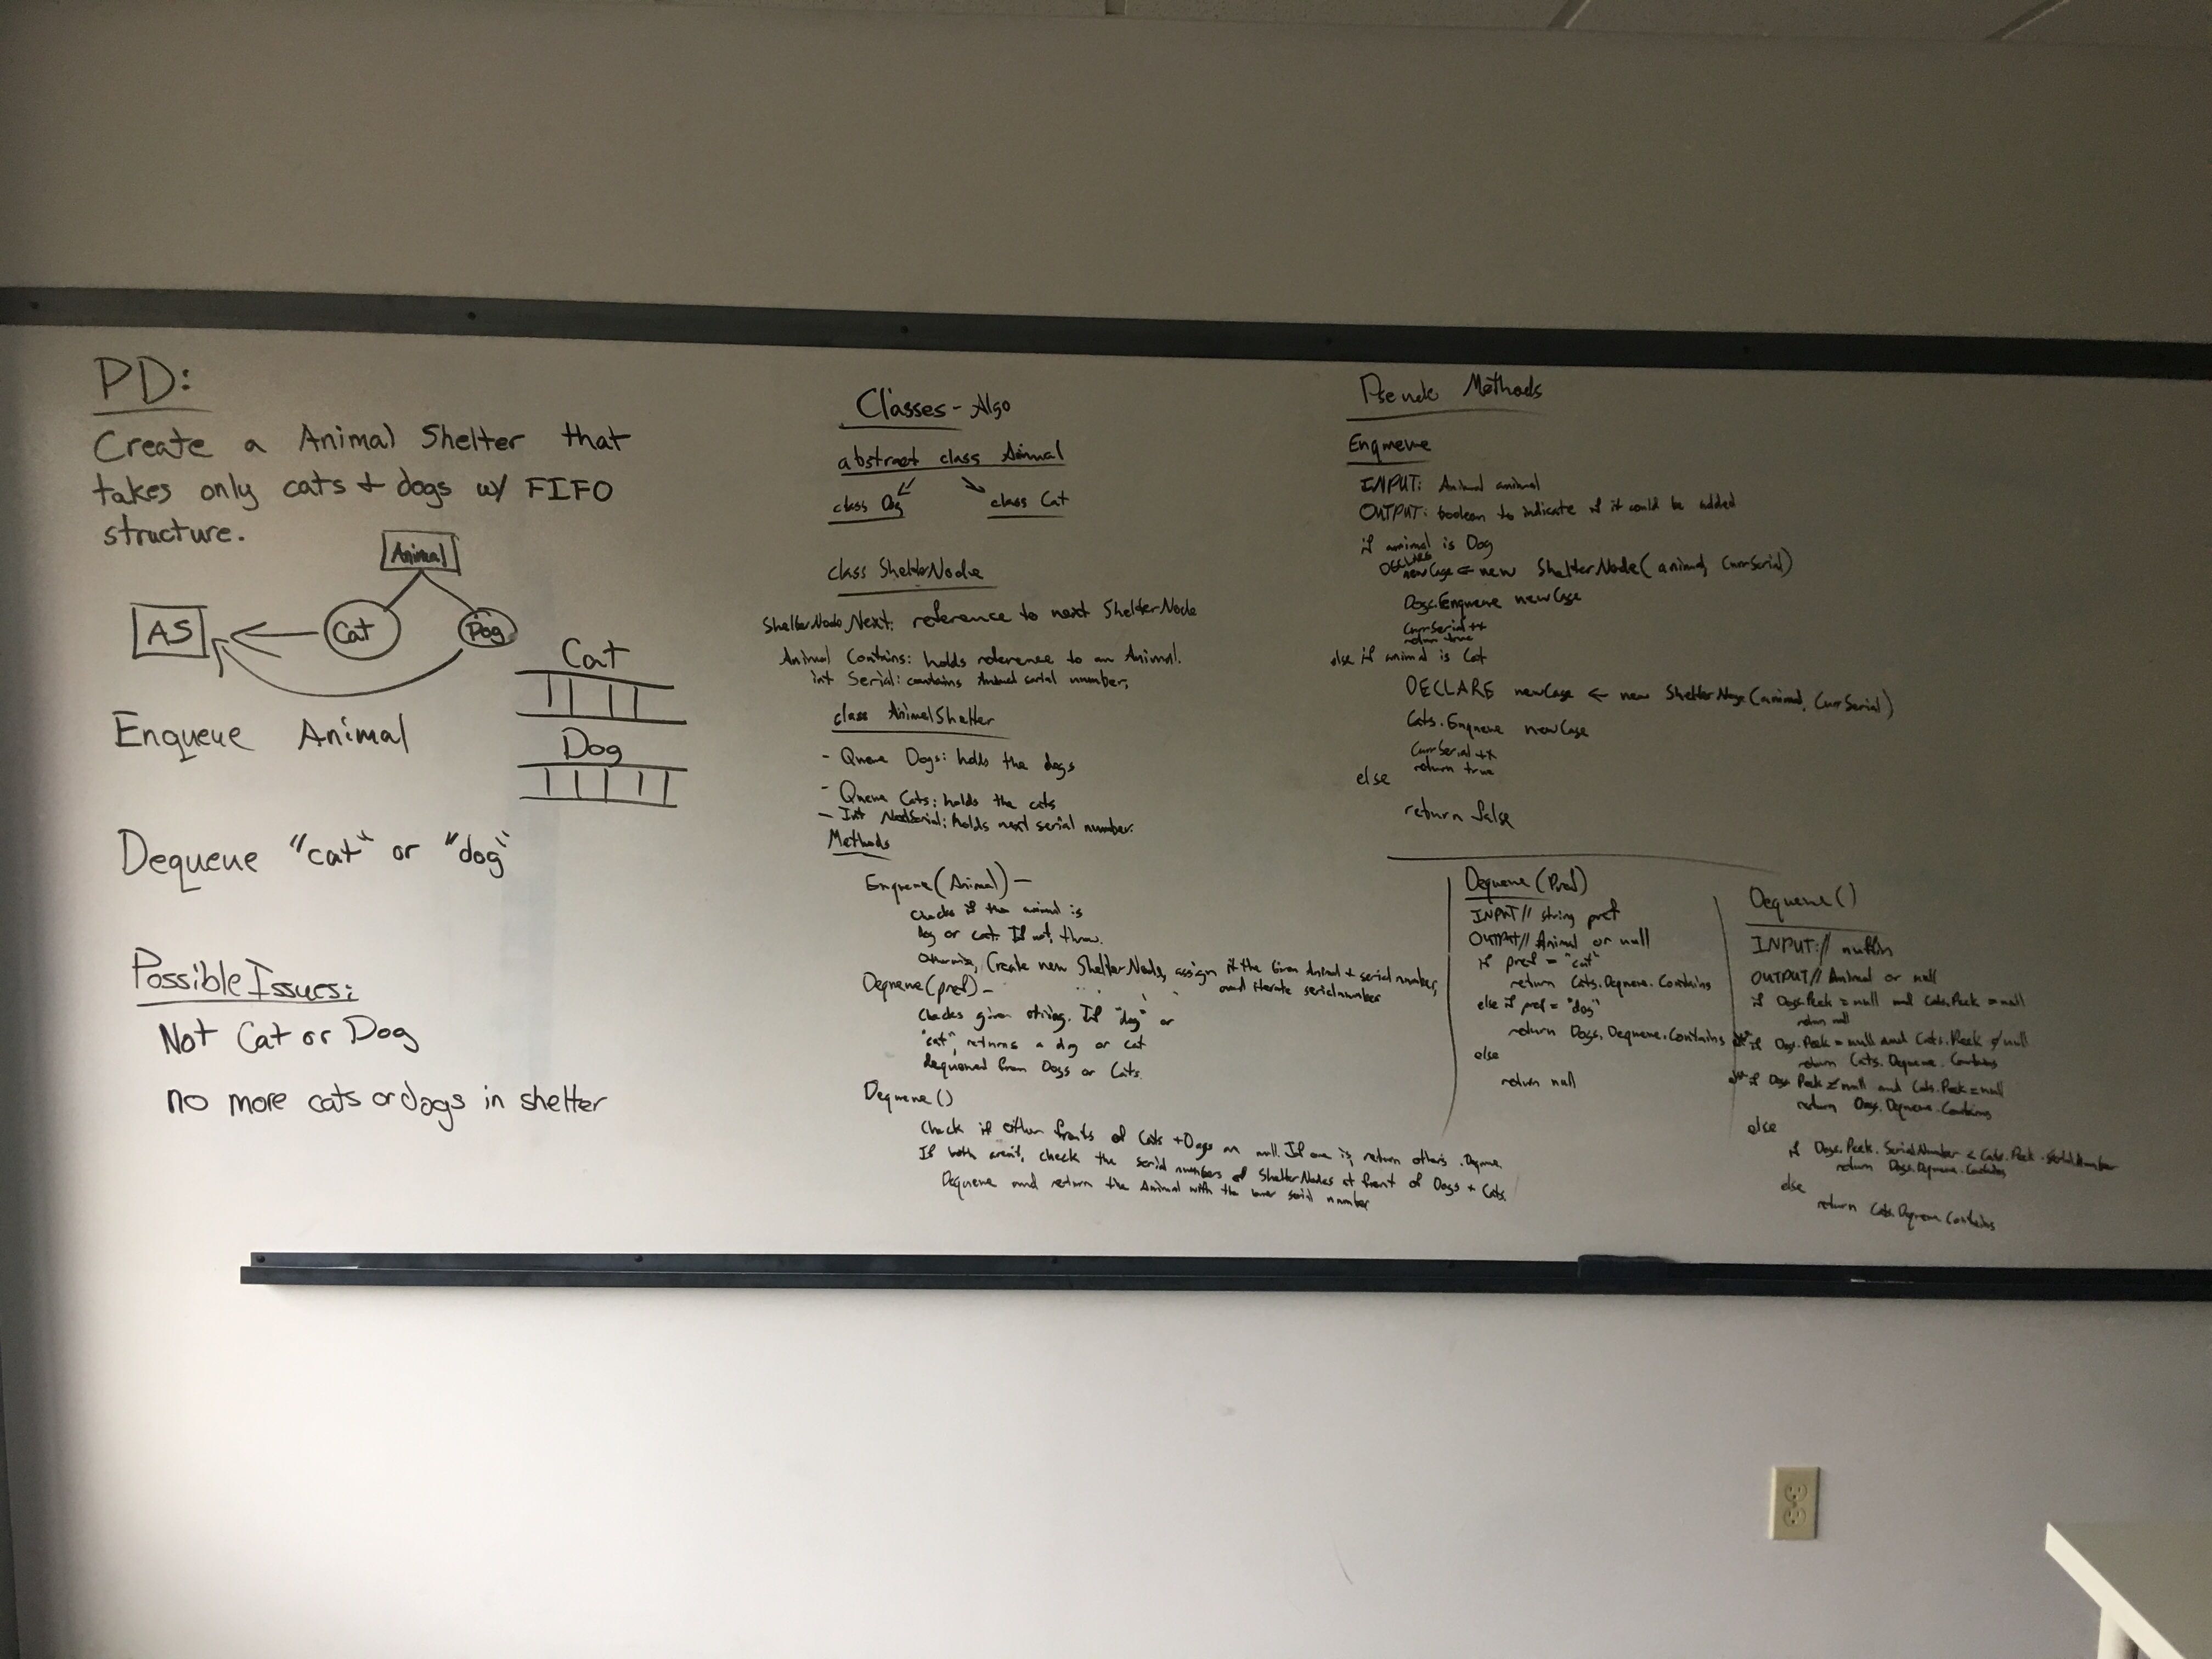 PD:
Create a Animal Shelter that
takes only cats + dogs w/ FIFO
structure.
Animal
AS
Cat
Dog
Cat
Dog
Enqueue Animal
Dequeue "cat" or "dog"
Possible Issues:
Not Cat or Dog
no more cats or dogs in shelter
Classes - Algo
abstract class Animal
class Dog
class Cat
class ShelterNode
ShelterNode Next: reference to next ShelterNode
Animal Contains: holds reference to an Animal.
int Serial: contains Animal serial number;
class AnimalShelter
- Queue Dogs: holds the dogs
- Queue Cats: holds the cats
- Int NextSerial: holds next serial number.
Methods
Enqueue(Animal) -
Checks if the animal is
Dog or cat. If not, throw.
Otherwise, Create new ShelterNode, assign it the Given Animal + serial number,
and iterate serial number
Dequeue(pref) -
Checks given string. If "dog" or
"cat", returns a dog or cat
dequeued from Dogs or Cats.
Dequeue()
Check if either fronts of Cats + Dogs are null. If one is, return others .Dequeue
If both aren't, check the serial numbers of ShelterNodes at front of Dogs + Cats.
Dequeue and return the Animal with the lower serial number
Pseudo Methods
Enqueue
INPUT: Animal animal
OUTPUT: boolean to indicate if it could be added
if animal is Dog
DECLARE
newCage ← new ShelterNode(animal, CurrSerial)
Dogs.Enqueue newCage
CurrSerial ++
return true
else if animal is Cat
DECLARE newCage ← new ShelterNode(animal, CurrSerial)
Cats.Enqueue newCage
CurrSerial ++
return true
else
return false
Dequeue(Pref)
INPUT// string pref
OUTPUT// Animal or null
if pref = "cat"
return Cats.Dequeue.Contains
else if pref = "dog"
return Dogs.Dequeue.Contains
else
return null
Dequeue()
INPUT:// nuffin
OUTPUT// Animal or null
if Dogs.Peek = null and Cats.Peek = null
return null
else if Dogs.Peek = null and Cats.Peek ≠ null
return Cats.Dequeue.Contains
else if Dogs.Peek ≠ null and Cats.Peek = null
return Dogs.Dequeue.Contains
else
if Dogs.Peek.SerialNumber < Cats.Peek.SerialNumber
return Dogs.Dequeue.Contains
else
return Cats.Dequeue.Contains